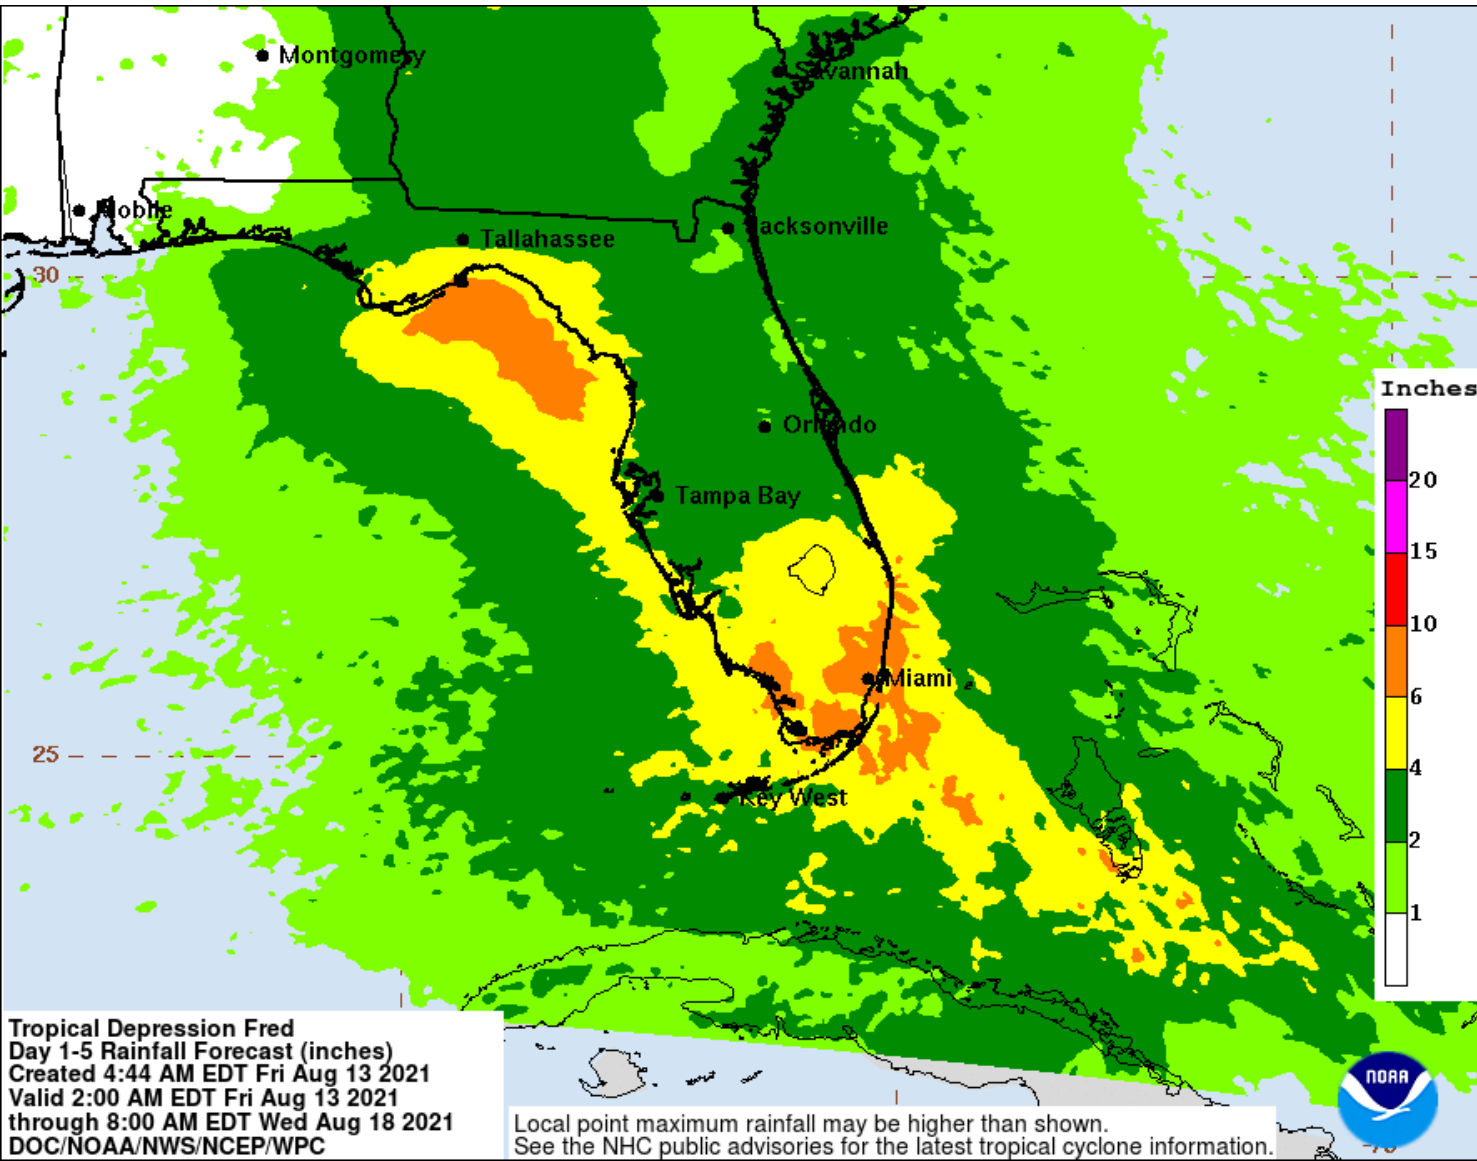 Montgomery
Savannah
Mobile
Jacksonville
Tallahassee
30
Inches
Orlando
20
Tampa Bay
15
10
Miami
6
25
4
Key West
2
1
Tropical Depression Fred
Day 1-5 Rainfall Forecast (inches)
Created 4:44 AM EDT Fri Aug 13 2021
Valid 2:00 AM EDT Fri Aug 13 2021
through 8:00 AM EDT Wed Aug 18 2021
DOC/NOAA/NWS/NCEP/WPC
Local point maximum rainfall may be higher than shown.
See the NHC public advisories for the latest tropical cyclone information.
NOAA